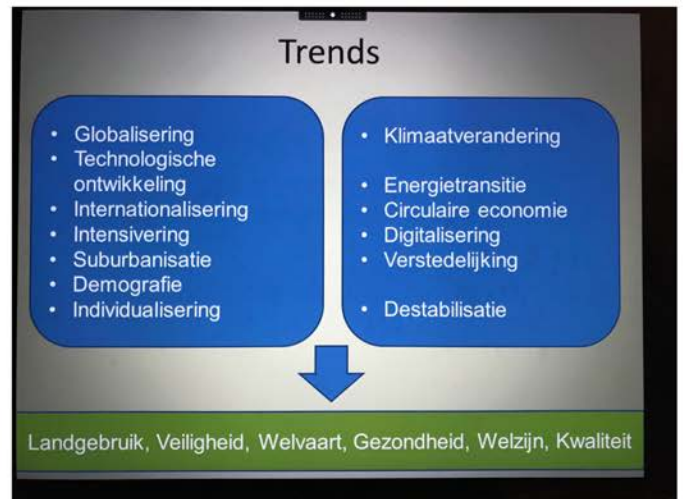 Trends
• Globalisering
• Technologische
ontwikkeling
• Internationalisering
• Intensivering
• Suburbanisatie
• Demografie
• Individualisering
• Klimaatverandering
• Energietransitie
• Circulaire economie
• Digitalisering
• Verstedelijking
• Destabilisatie
Landgebruik, Veiligheid, Welvaart, Gezondheid, Welzijn, Kwaliteit